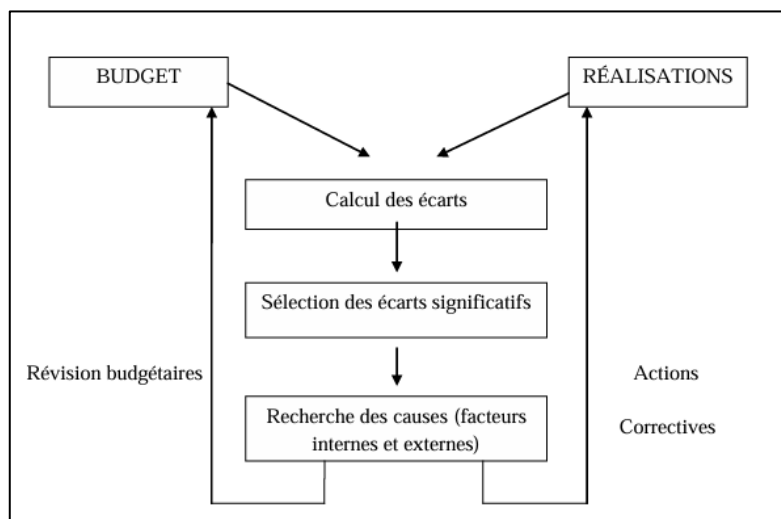 BUDGET
RÉALISATIONS
Calcul des écarts
Sélection des écarts significatifs
Révision budgétaires
Actions
Recherche des causes (facteurs
internes et externes)
Correctives